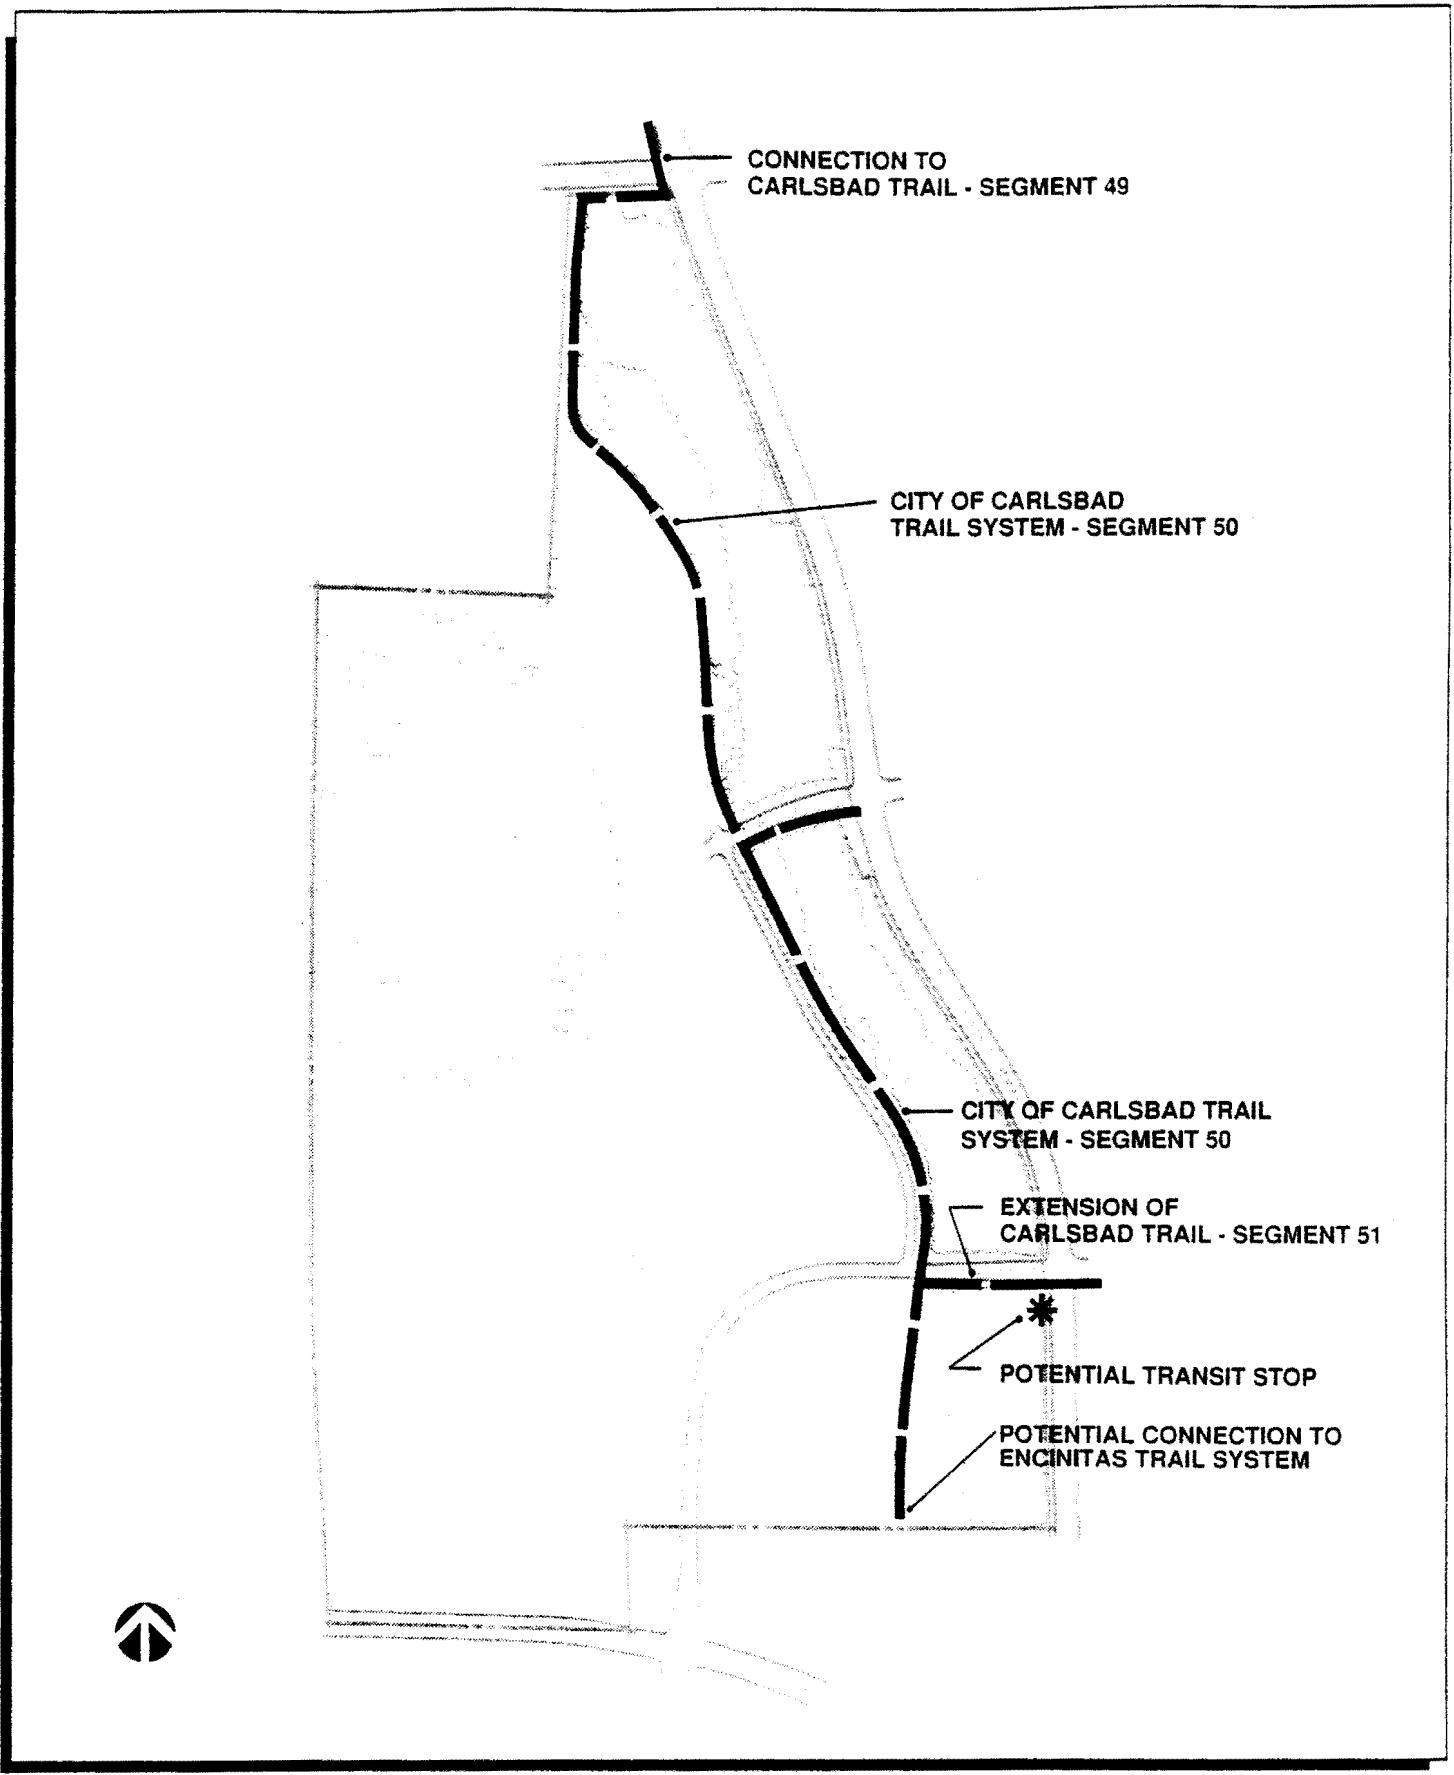 CONNECTION TO
CARLSBAD TRAIL - SEGMENT 49
CITY OF CARLSBAD
TRAIL SYSTEM - SEGMENT 50
CITY OF CARLSBAD TRAIL
SYSTEM - SEGMENT 50
EXTENSION OF
CARLSBAD TRAIL - SEGMENT 51
POTENTIAL TRANSIT STOP
POTENTIAL CONNECTION TO
ENCINITAS TRAIL SYSTEM